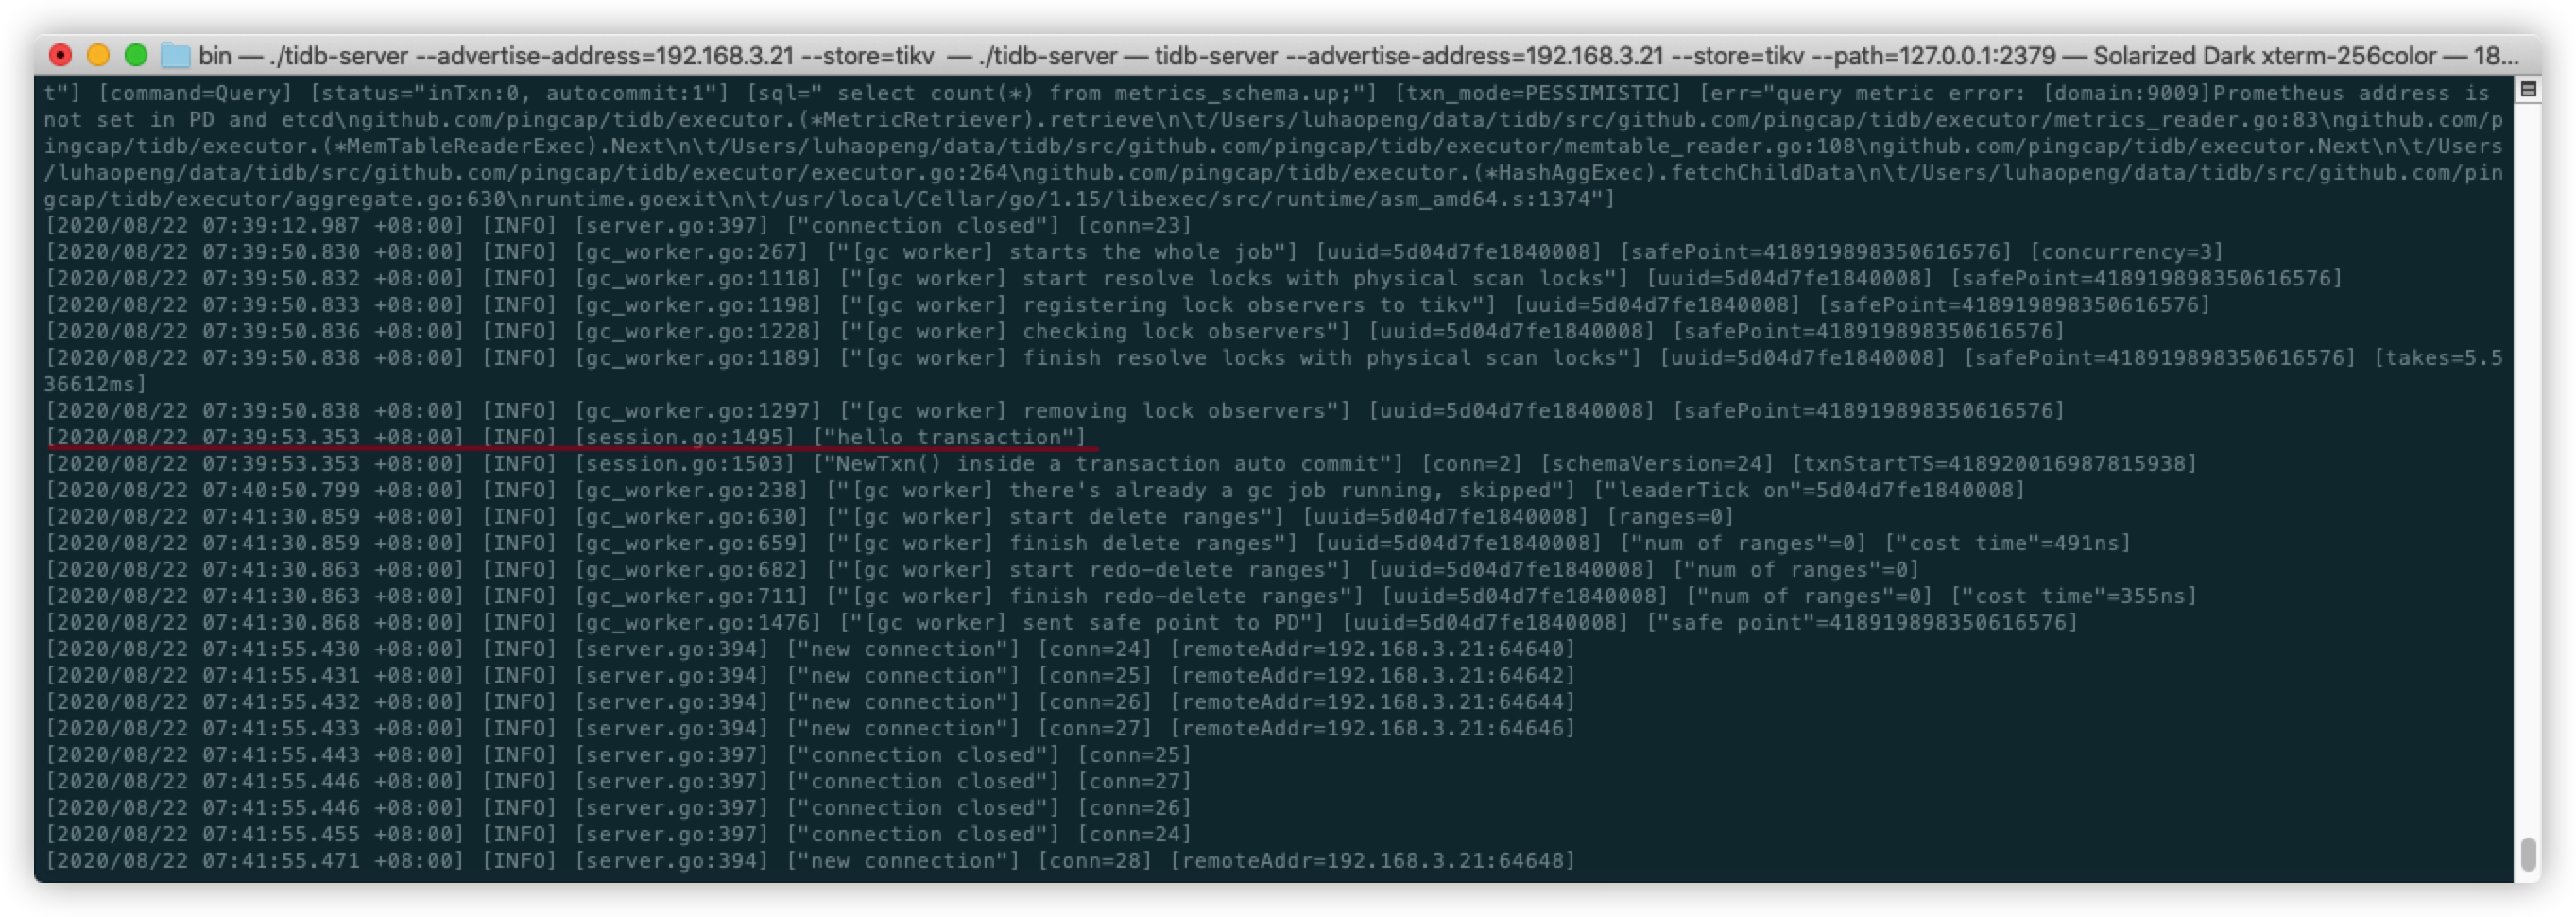 bin — ./tidb-server --advertise-address=192.168.3.21 --store=tikv — ./tidb-server — tidb-server --advertise-address=192.168.3.21 --store=tikv --path=127.0.0.1:2379 — Solarized Dark xterm-256color — 18...
t"] [command=Query] [status="inTxn:0, autocommit:1"] [sql=" select count(*) from metrics_schema.up;"] [txn_mode=PESSIMISTIC] [err="query metric error: [domain:9009]Prometheus address is
not set in PD and etcd\ngithub.com/pingcap/tidb/executor.(*MetricRetriever).retrieve\n\t/Users/luhaopeng/data/tidb/src/github.com/pingcap/tidb/executor/metrics_reader.go:83\ngithub.com/p
ingcap/tidb/executor.(*MemTableReaderExec).Next\n\t/Users/luhaopeng/data/tidb/src/github.com/pingcap/tidb/executor/memtable_reader.go:108\ngithub.com/pingcap/tidb/executor.Next\n\t/Users
/luhaopeng/data/tidb/src/github.com/pingcap/tidb/executor/executor.go:264\ngithub.com/pingcap/tidb/executor.(*HashAggExec).fetchChildData\n\t/Users/luhaopeng/data/tidb/src/github.com/pin
gcap/tidb/executor/aggregate.go:630\nruntime.goexit\n\t/usr/local/Cellar/go/1.15/libexec/src/runtime/asm_amd64.s:1374"]
[2020/08/22 07:39:12.987 +08:00] [INFO] [server.go:397] ["connection closed"] [conn=23]
[2020/08/22 07:39:50.830 +08:00] [INFO] [gc_worker.go:267] ["[gc worker] starts the whole job"] [uuid=5d04d7fe1840008] [safePoint=418919898350616576] [concurrency=3]
[2020/08/22 07:39:50.832 +08:00] [INFO] [gc_worker.go:1118] ["[gc worker] start resolve locks with physical scan locks"] [uuid=5d04d7fe1840008] [safePoint=418919898350616576]
[2020/08/22 07:39:50.833 +08:00] [INFO] [gc_worker.go:1198] ["[gc worker] registering lock observers to tikv"] [uuid=5d04d7fe1840008] [safePoint=418919898350616576]
[2020/08/22 07:39:50.836 +08:00] [INFO] [gc_worker.go:1228] ["[gc worker] checking lock observers"] [uuid=5d04d7fe1840008] [safePoint=418919898350616576]
[2020/08/22 07:39:50.838 +08:00] [INFO] [gc_worker.go:1189] ["[gc worker] finish resolve locks with physical scan locks"] [uuid=5d04d7fe1840008] [safePoint=418919898350616576] [takes=5.5
36612ms]
[2020/08/22 07:39:50.838 +08:00] [INFO] [gc_worker.go:1297] ["[gc worker] removing lock observers"] [uuid=5d04d7fe1840008] [safePoint=418919898350616576]
[2020/08/22 07:39:53.353 +08:00] [INFO] [session.go:1495] ["hello transaction"]
[2020/08/22 07:39:53.353 +08:00] [INFO] [session.go:1503] ["NewTxn() inside a transaction auto commit"] [conn=2] [schemaVersion=24] [txnStartTS=418920016987815938]
[2020/08/22 07:40:50.799 +08:00] [INFO] [gc_worker.go:238] ["[gc worker] there's already a gc job running, skipped"] ["leaderTick on"=5d04d7fe1840008]
[2020/08/22 07:41:30.859 +08:00] [INFO] [gc_worker.go:630] ["[gc worker] start delete ranges"] [uuid=5d04d7fe1840008] [ranges=0]
[2020/08/22 07:41:30.859 +08:00] [INFO] [gc_worker.go:659] ["[gc worker] finish delete ranges"] [uuid=5d04d7fe1840008] ["num of ranges"=0] ["cost time"=491ns]
[2020/08/22 07:41:30.863 +08:00] [INFO] [gc_worker.go:682] ["[gc worker] start redo-delete ranges"] [uuid=5d04d7fe1840008] ["num of ranges"=0]
[2020/08/22 07:41:30.863 +08:00] [INFO] [gc_worker.go:711] ["[gc worker] finish redo-delete ranges"] [uuid=5d04d7fe1840008] ["num of ranges"=0] ["cost time"=355ns]
[2020/08/22 07:41:30.868 +08:00] [INFO] [gc_worker.go:1476] ["[gc worker] sent safe point to PD"] [uuid=5d04d7fe1840008] ["safe point"=418919898350616576]
[2020/08/22 07:41:55.430 +08:00] [INFO] [server.go:394] ["new connection"] [conn=24] [remoteAddr=192.168.3.21:64640]
[2020/08/22 07:41:55.431 +08:00] [INFO] [server.go:394] ["new connection"] [conn=25] [remoteAddr=192.168.3.21:64642]
[2020/08/22 07:41:55.432 +08:00] [INFO] [server.go:394] ["new connection"] [conn=26] [remoteAddr=192.168.3.21:64644]
[2020/08/22 07:41:55.433 +08:00] [INFO] [server.go:394] ["new connection"] [conn=27] [remoteAddr=192.168.3.21:64646]
[2020/08/22 07:41:55.443 +08:00] [INFO] [server.go:397] ["connection closed"] [conn=25]
[2020/08/22 07:41:55.446 +08:00] [INFO] [server.go:397] ["connection closed"] [conn=27]
[2020/08/22 07:41:55.446 +08:00] [INFO] [server.go:397] ["connection closed"] [conn=26]
[2020/08/22 07:41:55.455 +08:00] [INFO] [server.go:397] ["connection closed"] [conn=24]
[2020/08/22 07:41:55.471 +08:00] [INFO] [server.go:394] ["new connection"] [conn=28] [remoteAddr=192.168.3.21:64648]